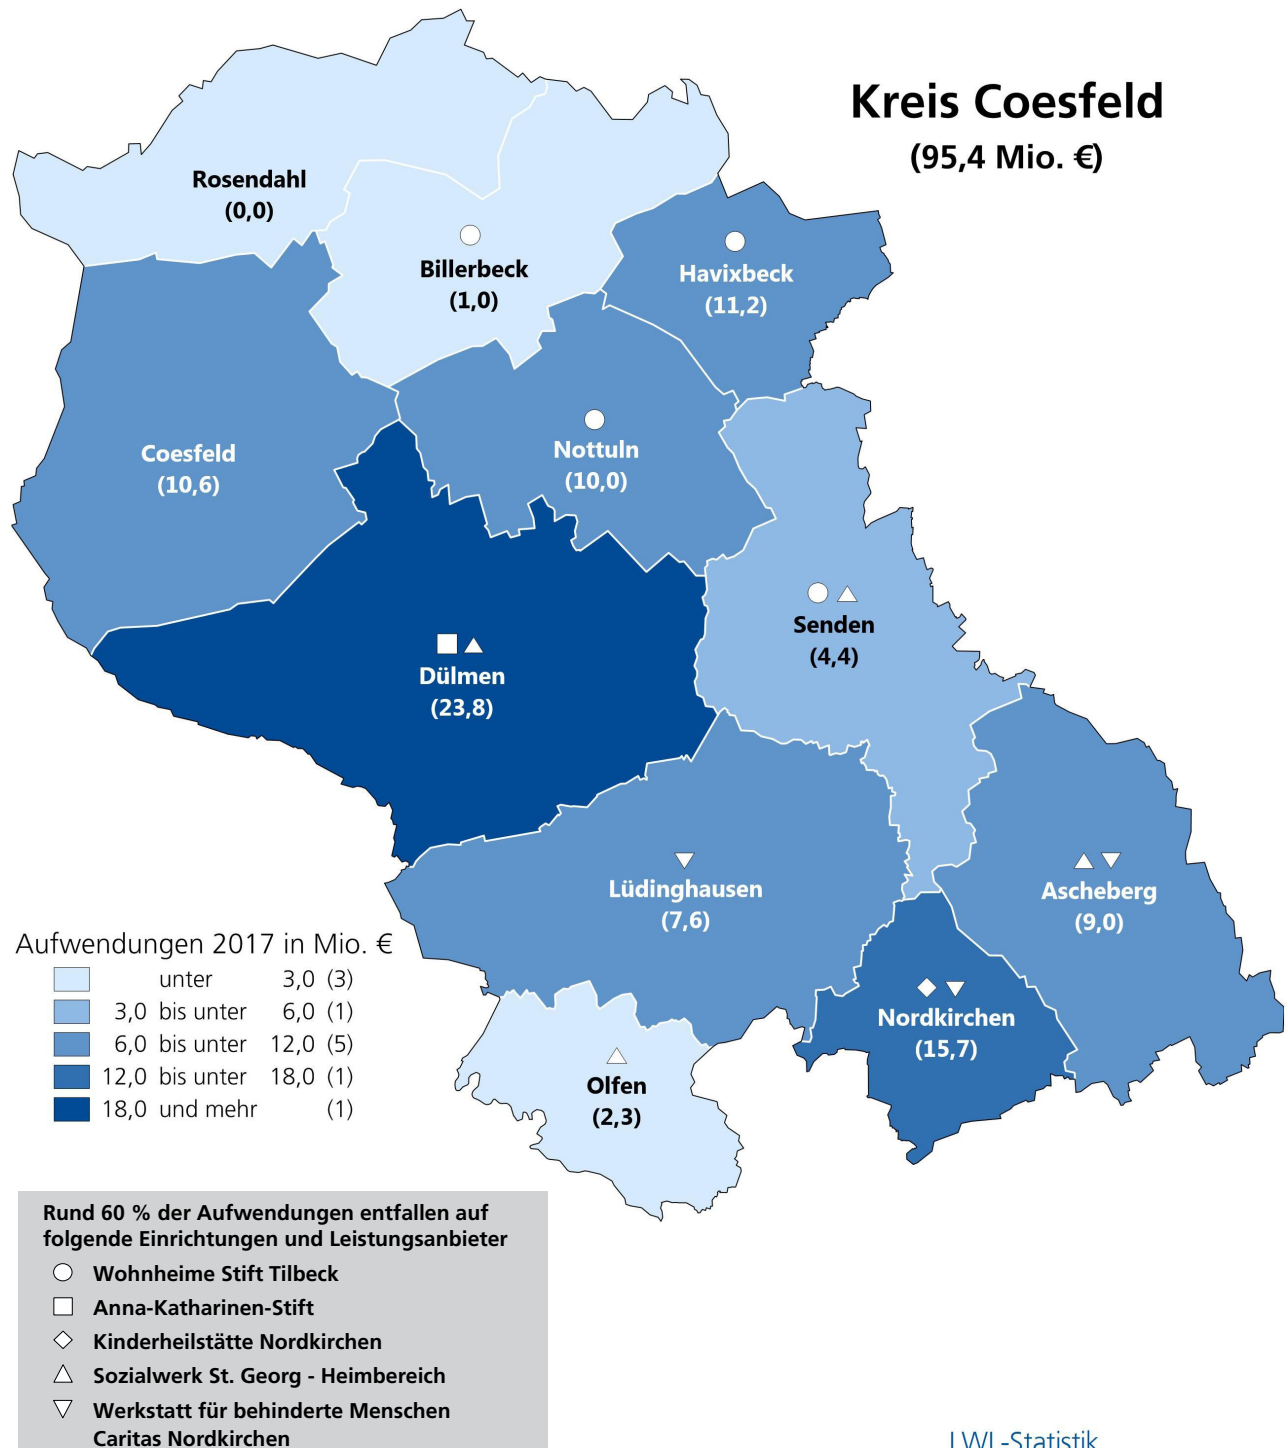 Kreis Coesfeld
(95,4 Mio. €)
Rosendahl
(0,0)
Billerbeck
(1,0)
Havixbeck
(11,2)
Coesfeld
(10,6)
Nottuln
(10,0)
Senden
(4,4)
Dülmen
(23,8)
Lüdinghausen
(7,6)
Ascheberg
(9,0)
Nordkirchen
(15,7)
Olfen
(2,3)
Aufwendungen 2017 in Mio. €
unter 3,0 (3)
3,0 bis unter 6,0 (1)
6,0 bis unter 12,0 (5)
12,0 bis unter 18,0 (1)
18,0 und mehr (1)
Rund 60 % der Aufwendungen entfallen auf
folgende Einrichtungen und Leistungsanbieter
Wohnheime Stift Tilbeck
Anna-Katharinen-Stift
Kinderheilstätte Nordkirchen
Sozialwerk St. Georg - Heimbereich
Werkstatt für behinderte Menschen
Caritas Nordkirchen
LWL-Statistik